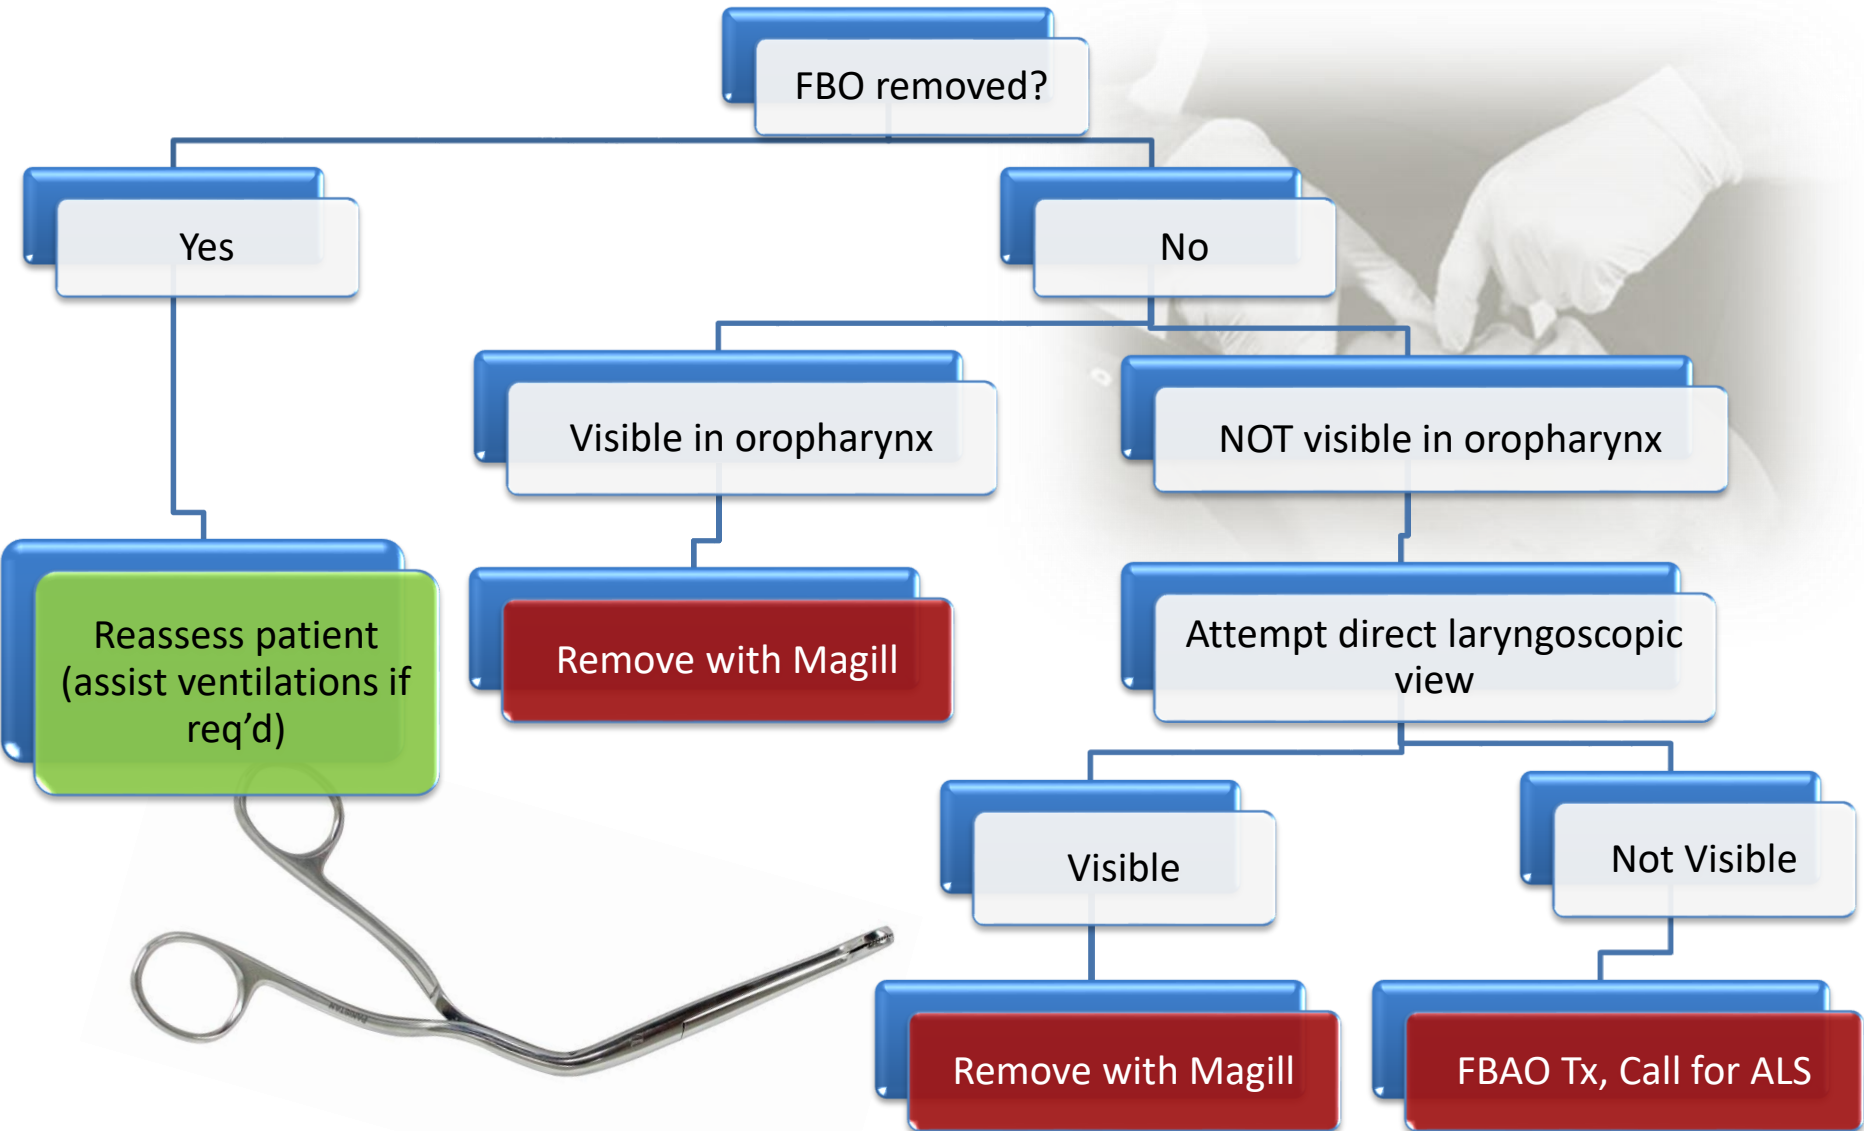 FBO removed?
Yes
No
Visible in oropharynx
NOT visible in oropharynx
Reassess patient
(assist ventilations if
req'd)
Remove with Magill
Attempt direct laryngoscopic
view
Visible
Not Visible
Remove with Magill
FBAO Tx, Call for ALS
PAKISTAN